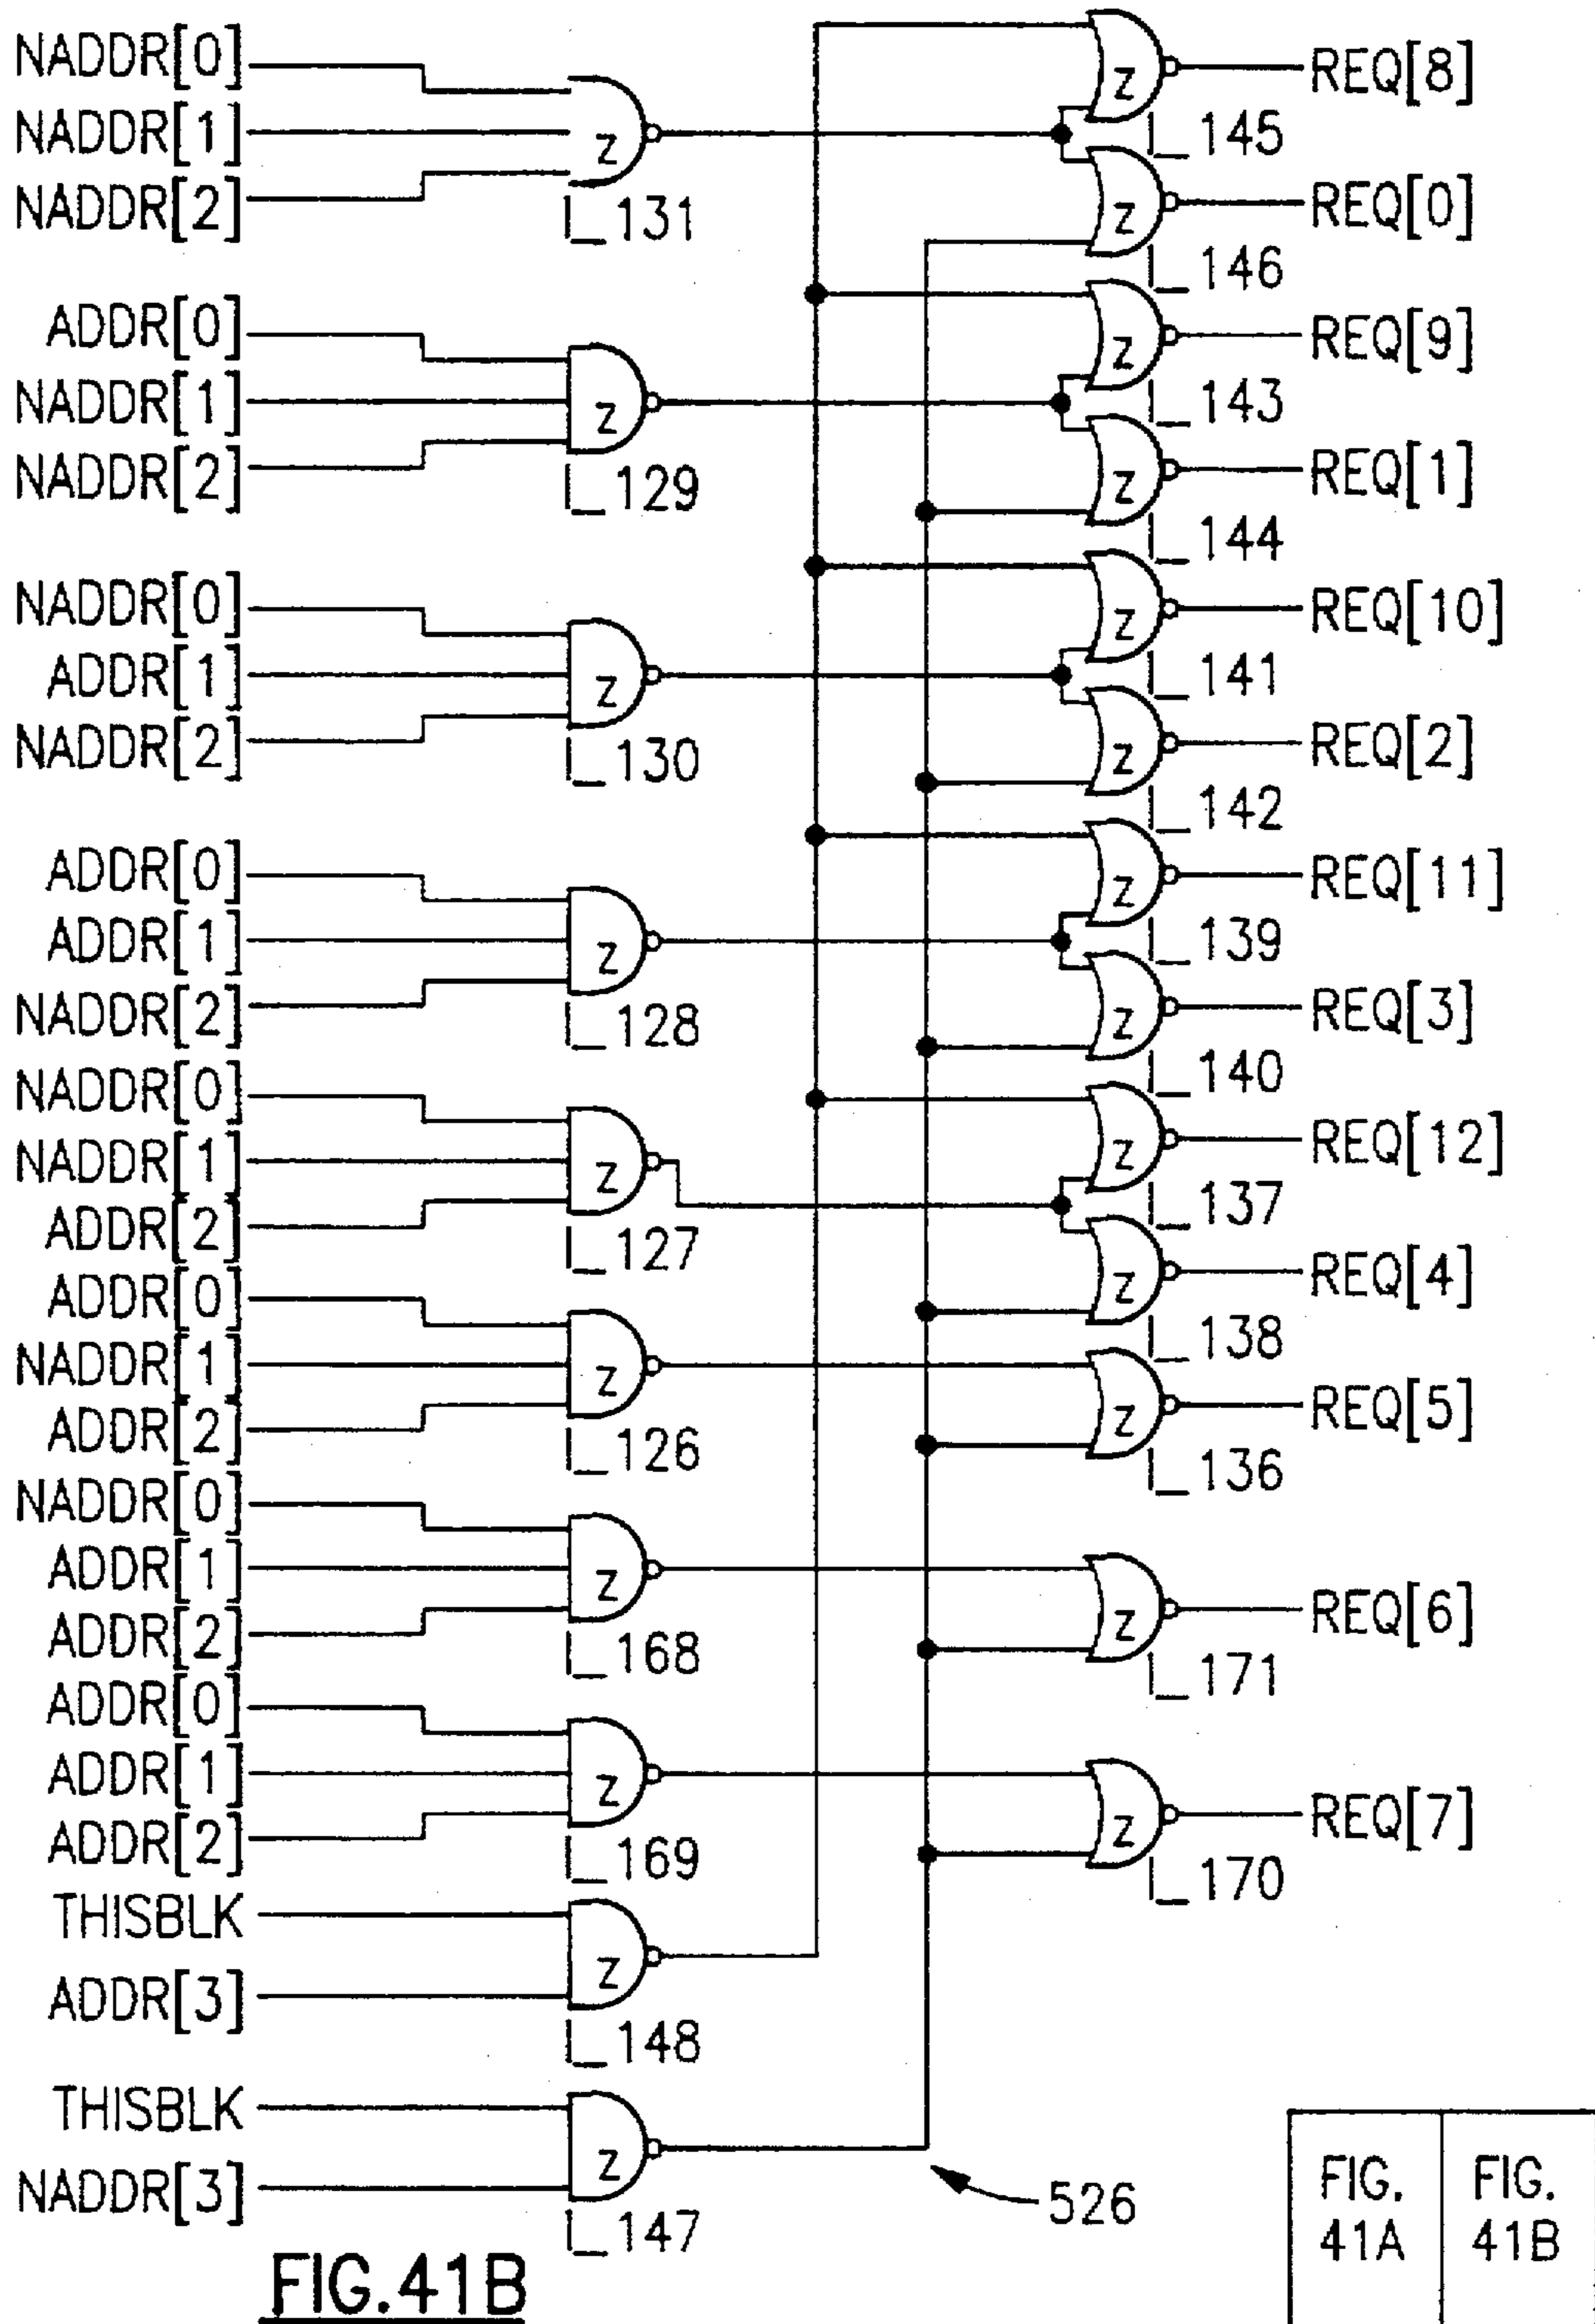 NADDR[0]
NADDR[1]
NADDR[2]
Z
I_131
ADDR[0]
NADDR[1]
NADDR[2]
Z
I_129
NADDR[0]
ADDR[1]
NADDR[2]
Z
I_130
ADDR[0]
ADDR[1]
NADDR[2]
Z
I_128
NADDR[0]
NADDR[1]
ADDR[2]
Z
I_127
ADDR[0]
NADDR[1]
ADDR[2]
Z
I_126
NADDR[0]
ADDR[1]
ADDR[2]
Z
I_168
ADDR[0]
ADDR[1]
ADDR[2]
Z
I_169
THISBLK
ADDR[3]
Z
I_148
THISBLK
NADDR[3]
Z
I_147
Z
REQ[8]
I_145
Z
REQ[0]
I_146
Z
REQ[9]
I_143
Z
REQ[1]
I_144
Z
REQ[10]
I_141
Z
REQ[2]
I_142
Z
REQ[11]
I_139
Z
REQ[3]
I_140
Z
REQ[12]
I_137
Z
REQ[4]
I_138
Z
REQ[5]
I_136
Z
REQ[6]
I_171
Z
REQ[7]
I_170
526
FIG.41B
FIG.
41A
FIG.
41B